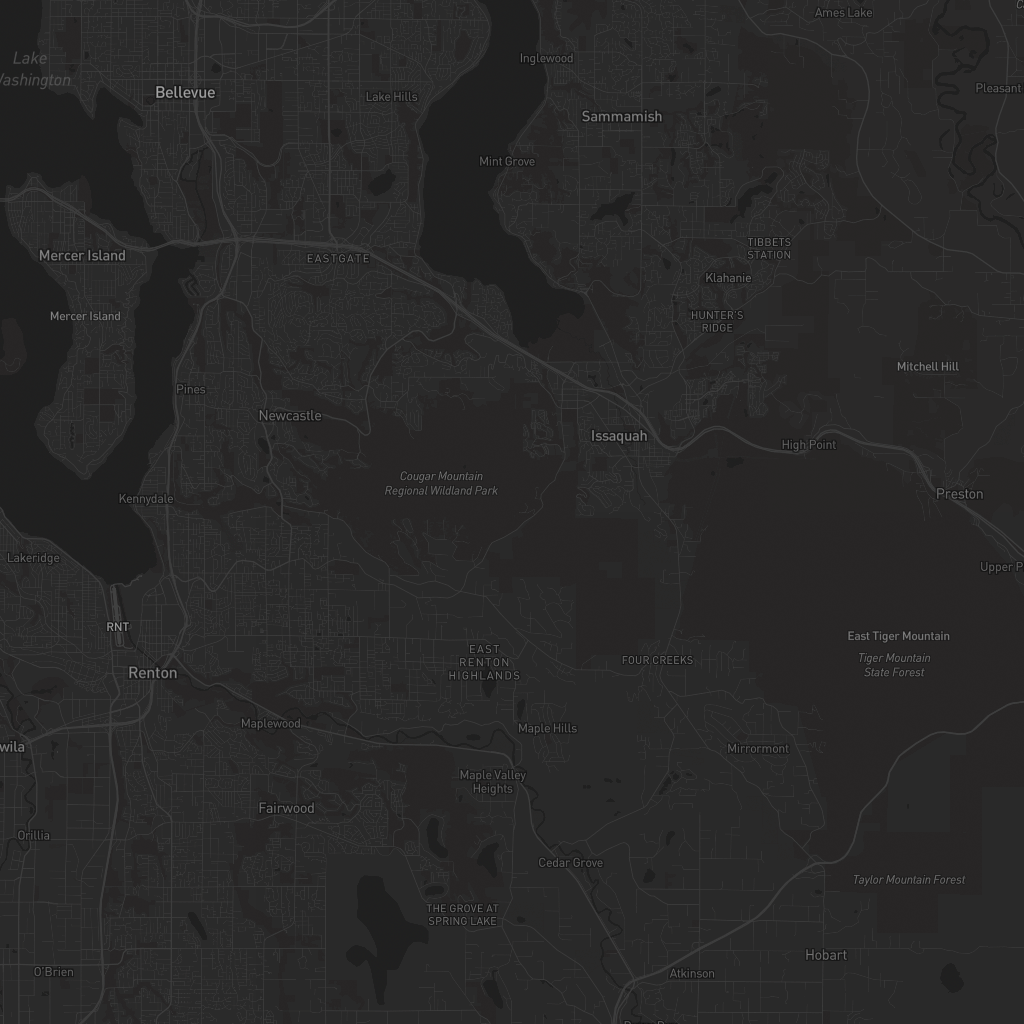 Ames Lake
Lake
Washington
Inglewood
Pleasant
Bellevue
Lake Hills
Sammamish
Mint Grove
Mercer Island
EASTGATE
TIBBETS
STATION
Klahanie
Mercer Island
HUNTER'S
RIDGE
Mitchell Hill
Pines
Newcastle
Issaquah
High Point
Cougar Mountain
Regional Wildland Park
Kennydale
Preston
Lakeridge
Upper P
RNT
East Tiger Mountain
EAST
RENTON
HIGHLANDS
FOUR CREEKS
Tiger Mountain
State Forest
Renton
Maplewood
Maple Hills
wila
Mirrormont
Maple Valley
Heights
Fairwood
Orillia
Cedar Grove
Taylor Mountain Forest
THE GROVE AT
SPRING LAKE
Hobart
O'Brien
Atkinson